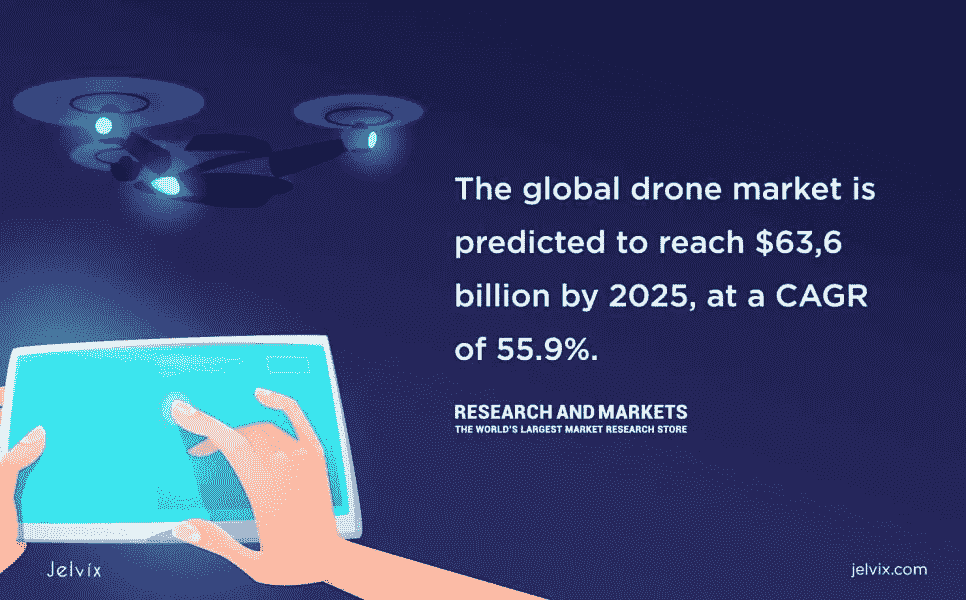 The global drone market is
predicted to reach $63,6
billion by 2025, at a CAGR
of 55.9%.
RESEARCH AND MARKETS
THE WORLD'S LARGEST MARKET RESEARCH STORE
Jelvix
jelvix.com